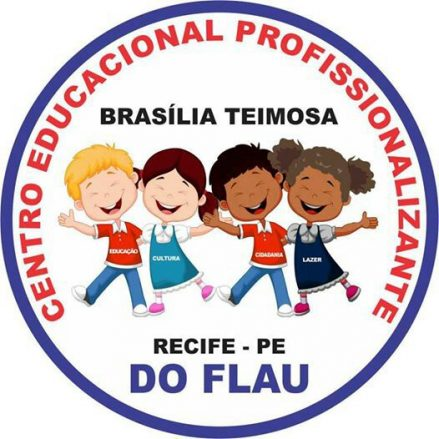 CENTRO EDUCACIONAL PROFISSIONALIZANTE
BRASÍLIA TEIMOSA
EDUCAÇÃO
CULTURA
CIDADANIA
LAZER
RECIFE - PE
DO FLAU